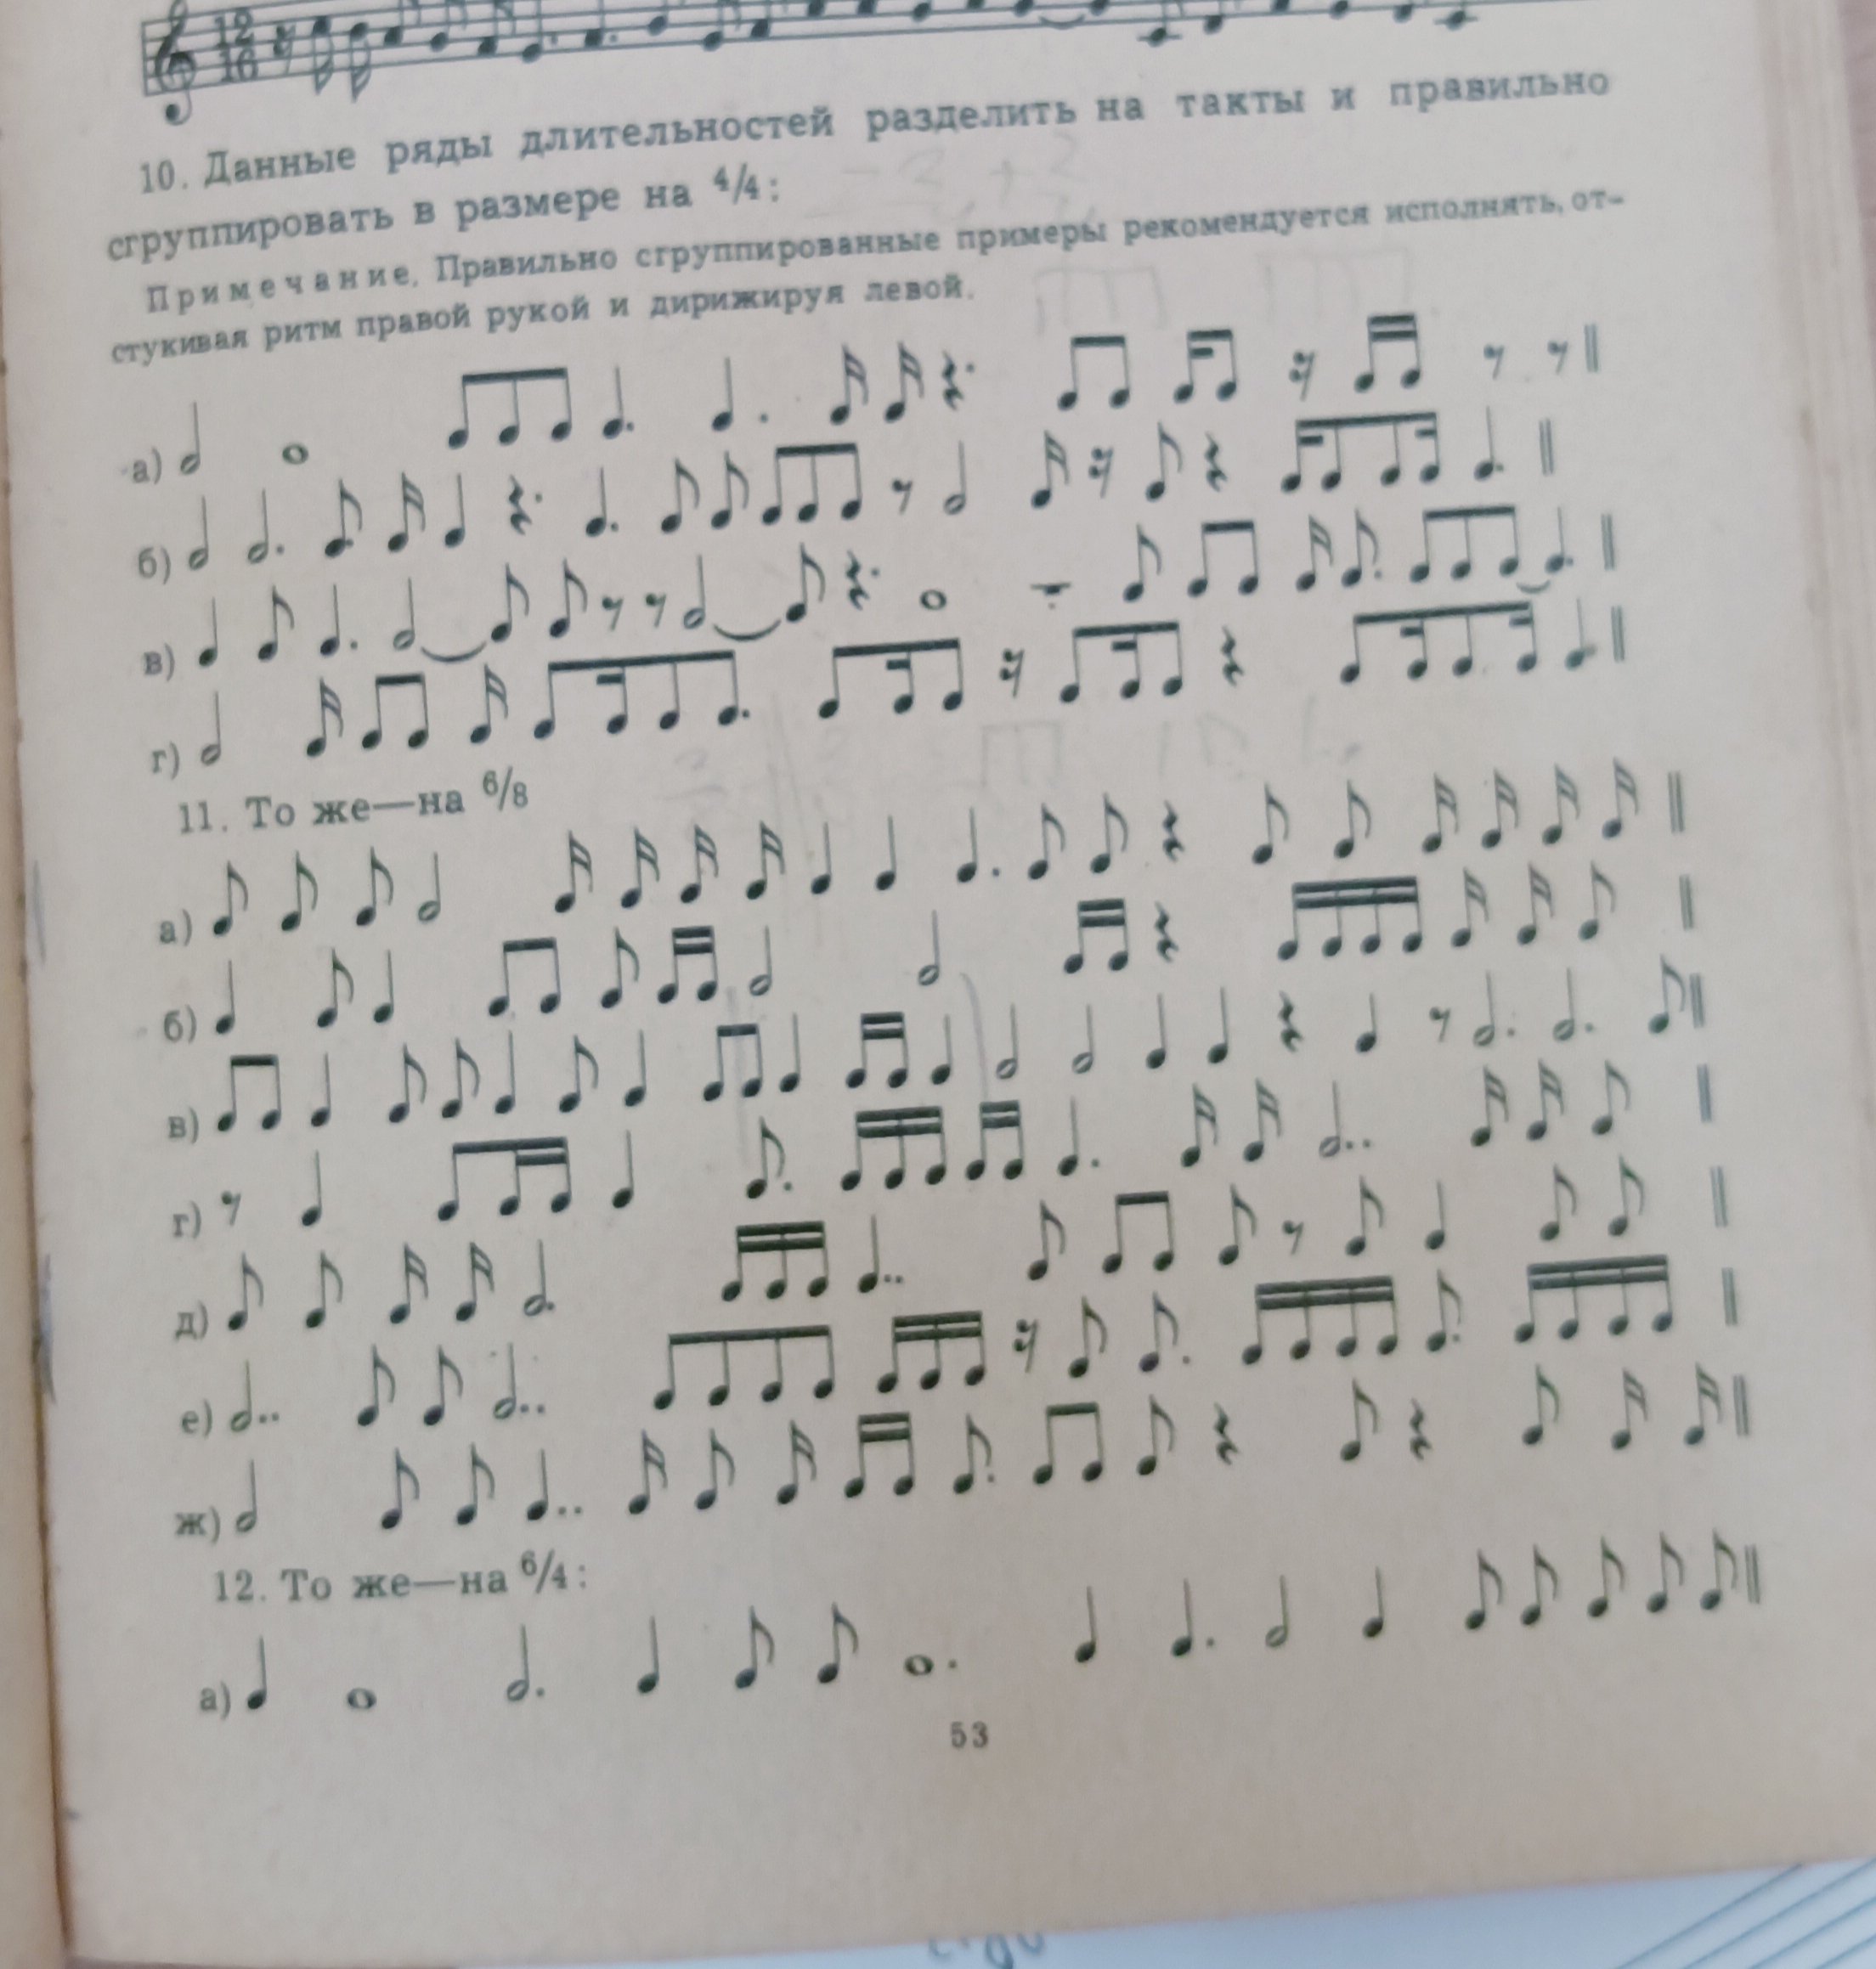 12
16
10. Данные ряды длительностей разделить на такты и правильно
сгруппировать в размере на 4/4:
Примечание. Правильно сгруппированные примеры рекомендуется исполнять, от-
стукивая ритм правой рукой и дирижируя левой.
а)
б)
в)
г)
11. То же—на 6/8
а)
б)
в)
г)
д)
е)
ж)
12. То же—на 6/4:
а)
53